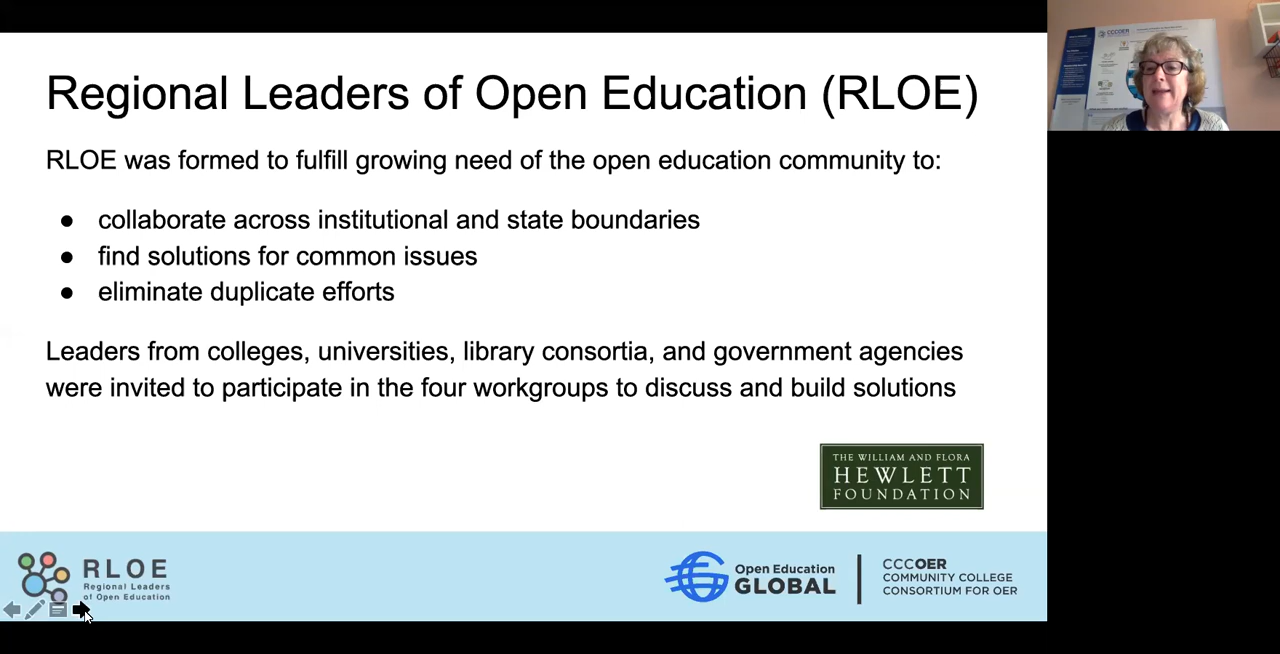 Regional Leaders of Open Education (RLOE)
RLOE was formed to fulfill growing need of the open education community to:
● collaborate across institutional and state boundaries
● find solutions for common issues
● eliminate duplicate efforts
Leaders from colleges, universities, library consortia, and government agencies
were invited to participate in the four workgroups to discuss and build solutions
THE WILLIAM AND FLORA
HEWLETT
FOUNDATION
RLOE
Regional Leaders
of Open Education
Open Education
GLOBAL
CCCOER
COMMUNITY COLLEGE
CONSORTIUM FOR OER
CCCOER